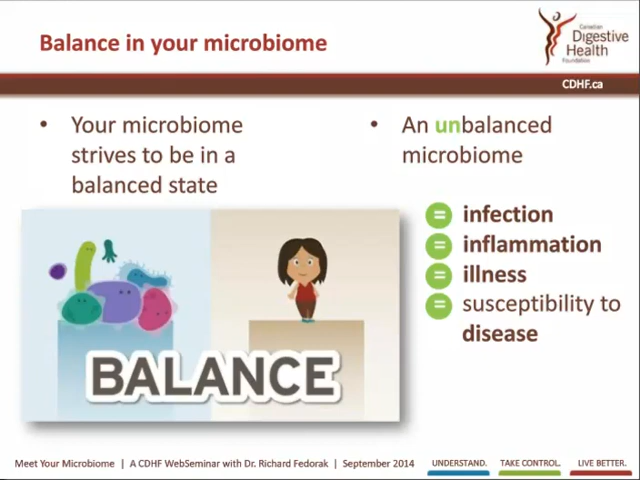 Balance in your microbiome
Canadian
Digestive
Health
Foundation
CDHF.ca
• Your microbiome
strives to be in a
balanced state
• An unbalanced
microbiome
= infection
= inflammation
= illness
= susceptibility to
disease
BALANCE
Meet Your Microbiome | A CDHF WebSeminar with Dr. Richard Fedorak | September 2014
UNDERSTAND. TAKE CONTROL. LIVE BETTER.